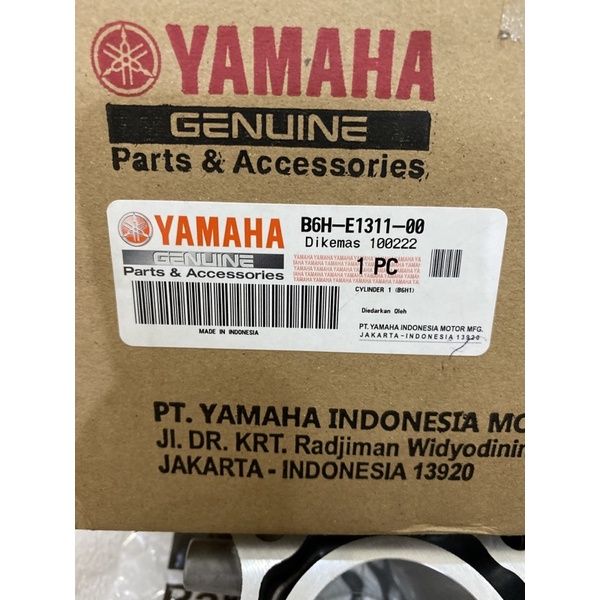 YAMAHA
GENUINE
Parts & Accessories
YAMAHA
GENUINE
Parts & Accessories
MADE IN INDONESIA
B6H-E1311-00
Dikemas 100222
1 PC
CYLINDER 1 (B6H1)
Diedarkan Oleh
PT. YAMAHA INDONESIA MOTOR MFG.
JAKARTA-INDONESIA 13920
PT. YAMAHA INDONESIA MO
Jl. DR. KRT. Radjiman Widyodinin
JAKARTA - INDONESIA 13920